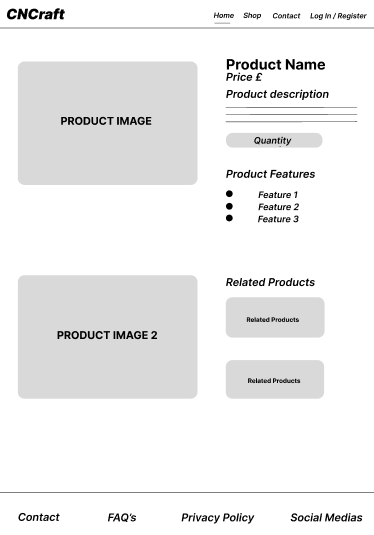 CNCraft
Home Shop Contact Log In / Register
PRODUCT IMAGE
Product Name
Price £
Product description
Quantity
Product Features
Feature 1
Feature 2
Feature 3
PRODUCT IMAGE 2
Related Products
Related Products
Related Products
Contact FAQ's Privacy Policy Social Medias